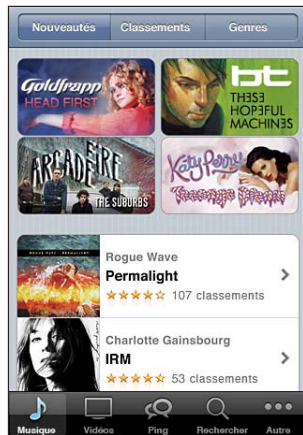 Nouveautés Classements Genres
Goldfrapp
HEAD FIRST
bt
THESE
HOPEFUL
MACHINES
ARCADE FIRE
THE SUBURBS
Katy Perry
Teenage Dream
Rogue Wave
Permalight
107 classements
Charlotte Gainsbourg
IRM
53 classements
Musique Vidéos Ping Rechercher Autre